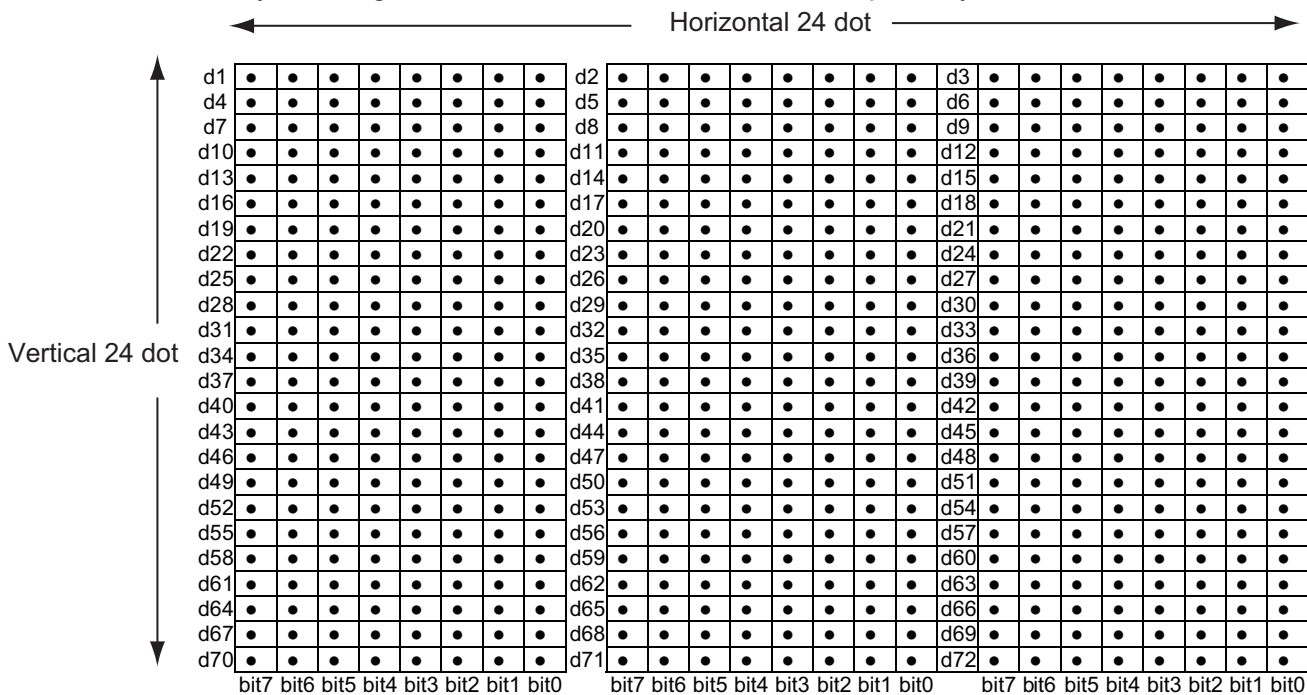 Horizontal 24 dot
d1 d2 d3
d4 d5 d6
d7 d8 d9
d10 d11 d12
d13 d14 d15
d16 d17 d18
d19 d20 d21
d22 d23 d24
d25 d26 d27
d28 d29 d30
d31 d32 d33
Vertical 24 dot d34 d35 d36
d37 d38 d39
d40 d41 d42
d43 d44 d45
d46 d47 d48
d49 d50 d51
d52 d53 d54
d55 d56 d57
d58 d59 d60
d61 d62 d63
d64 d65 d66
d67 d68 d69
d70 d71 d72
bit7 bit6 bit5 bit4 bit3 bit2 bit1 bit0 bit7 bit6 bit5 bit4 bit3 bit2 bit1 bit0 bit7 bit6 bit5 bit4 bit3 bit2 bit1 bit0